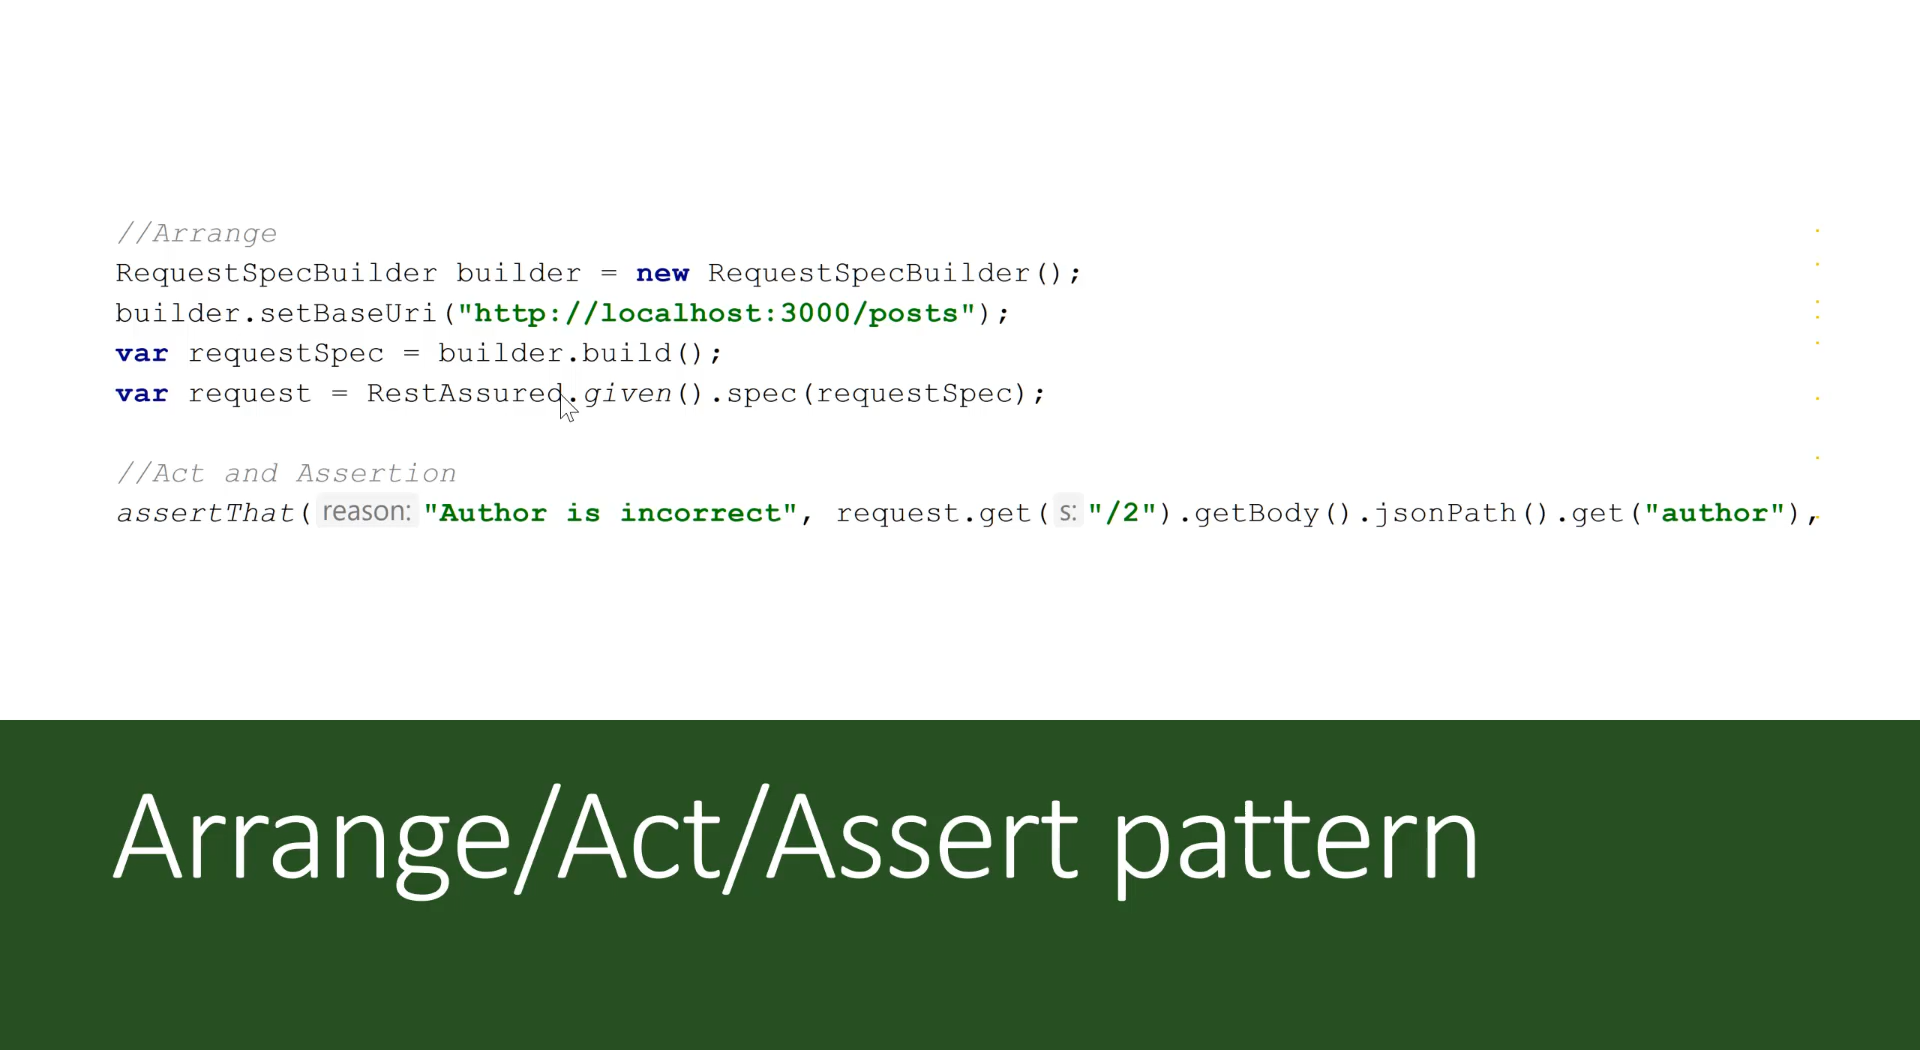 //Arrange
RequestSpecBuilder builder = new RequestSpecBuilder();
builder.setBaseUri("http://localhost:3000/posts");
var requestSpec = builder.build();
var request = RestAssured.given().spec(requestSpec);
//Act and Assertion
assertThat( reason: "Author is incorrect", request.get( s: "/2").getBody().jsonPath().get("author"),
Arrange/Act/Assert pattern